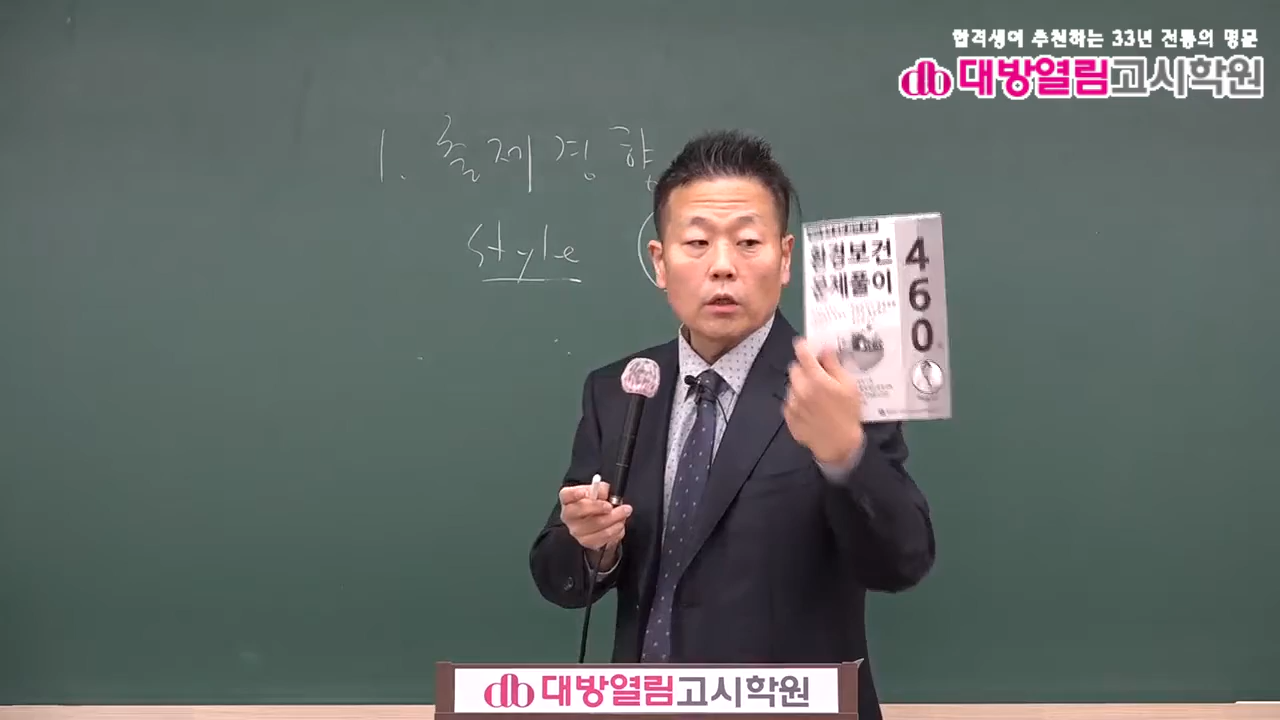 합격생이 추천하는 33년 전통의 명문
대방열림고시학원
1. 출제경향
style
환경보건
문제풀이
460
대방열림고시학원